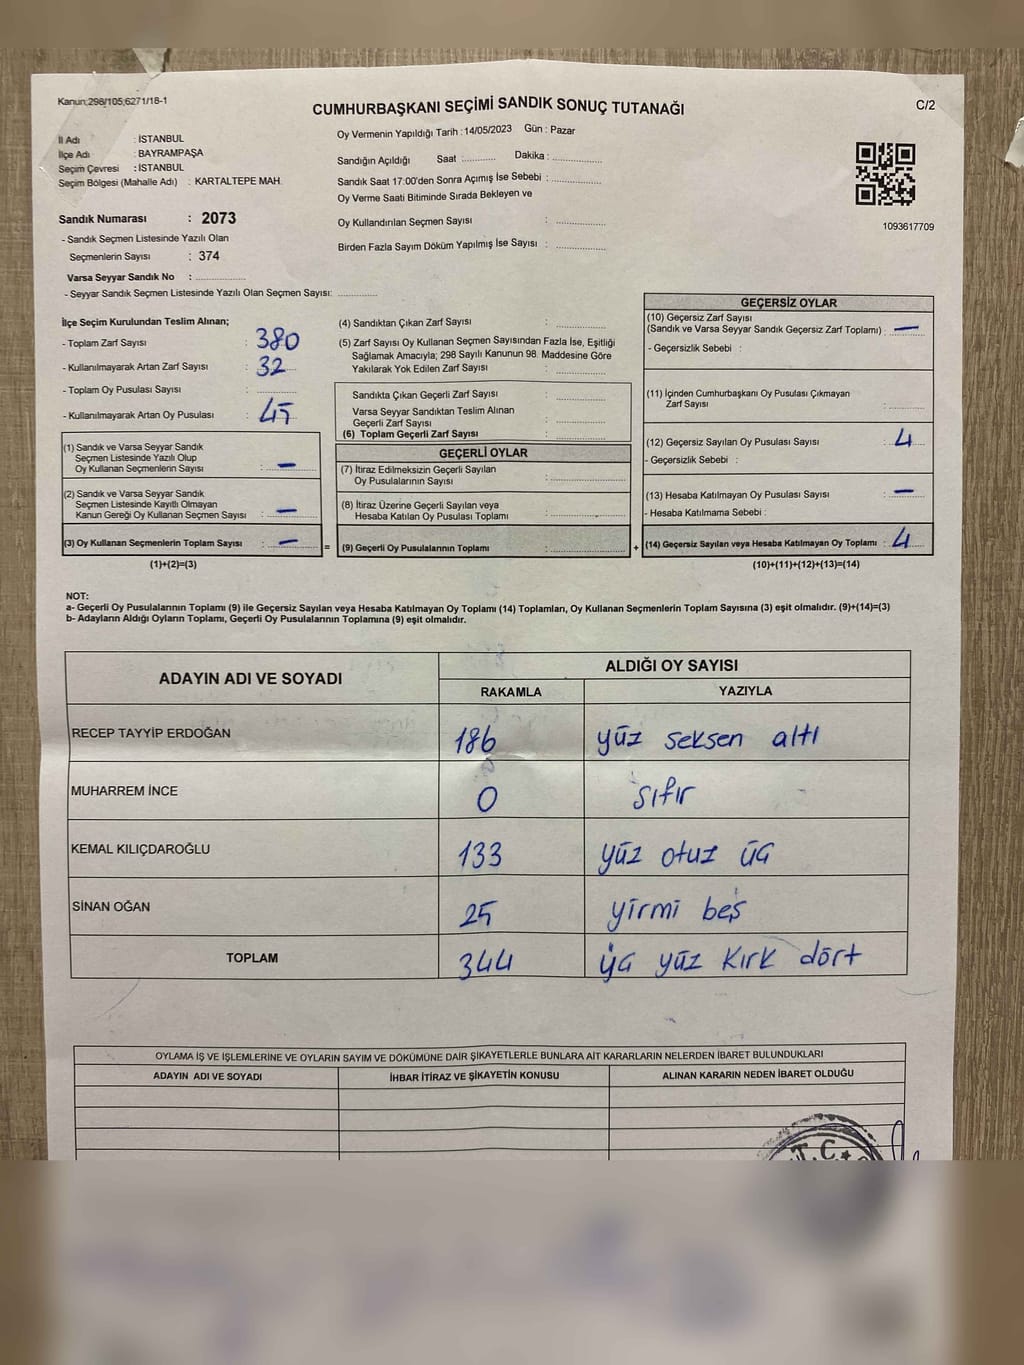 Kanun;298/105,6271/18-1
CUMHURBAŞKANI SEÇİMİ SANDIK SONUÇ TUTANAĞI
C/2
İl Adı : İSTANBUL
İlçe Adı : BAYRAMPAŞA
Seçim Çevresi : İSTANBUL
Seçim Bölgesi (Mahalle Adı) : KARTALTEPE MAH.
Sandık Numarası : 2073
- Sandık Seçmen Listesinde Yazılı Olan
Seçmenlerin Sayısı : 374
Varsa Seyyar Sandık No :
- Seyyar Sandık Seçmen Listesinde Yazılı Olan Seçmen Sayısı:
Oy Vermenin Yapıldığı Tarih : 14/05/2023 Gün : Pazar
Sandığın Açıldığı Saat : Dakika :
Sandık Saat 17:00'den Sonra Açımış İse Sebebi :
Oy Verme Saati Bitiminde Sırada Bekleyen ve
Oy Kullandırılan Seçmen Sayısı :
Birden Fazla Sayım Döküm Yapılmış İse Sayısı :
1093617709
İlçe Seçim Kurulundan Teslim Alınan;
- Toplam Zarf Sayısı : 380
- Kullanılmayarak Artan Zarf Sayısı : 32
- Toplam Oy Pusulası Sayısı :
- Kullanılmayarak Artan Oy Pusulası : 45
(1) Sandık ve Varsa Seyyar Sandık
Seçmen Listesinde Yazılı Olup
Oy Kullanan Seçmenlerin Sayısı : —
(2) Sandık ve Varsa Seyyar Sandık
Seçmen Listesinde Kayıtlı Olmayan
Kanun Gereği Oy Kullanan Seçmen Sayısı : —
(3) Oy Kullanan Seçmenlerin Toplam Sayısı : — =
(1)+(2)=(3)
(4) Sandıktan Çıkan Zarf Sayısı :
(5) Zarf Sayısı Oy Kullanan Seçmen Sayısından Fazla İse, Eşitliği
Sağlamak Amacıyla; 298 Sayılı Kanunun 98. Maddesine Göre
Yakılarak Yok Edilen Zarf Sayısı :
Sandıkta Çıkan Geçerli Zarf Sayısı :
Varsa Seyyar Sandıktan Teslim Alınan
Geçerli Zarf Sayısı :
(6) Toplam Geçerli Zarf Sayısı :
GEÇERLİ OYLAR
(7) İtiraz Edilmeksizin Geçerli Sayılan
Oy Pusulalarının Sayısı :
(8) İtiraz Üzerine Geçerli Sayılan veya
Hesaba Katılan Oy Pusulası Toplamı :
(9) Geçerli Oy Pusulalarının Toplamı : +
GEÇERSİZ OYLAR
(10) Geçersiz Zarf Sayısı
(Sandık ve Varsa Seyyar Sandık Geçersiz Zarf Toplamı) : —
- Geçersizlik Sebebi :
(11) İçinden Cumhurbaşkanı Oy Pusulası Çıkmayan
Zarf Sayısı :
(12) Geçersiz Sayılan Oy Pusulası Sayısı : 4
- Geçersizlik Sebebi :
(13) Hesaba Katılmayan Oy Pusulası Sayısı : —
- Hesaba Katılmama Sebebi :
(14) Geçersiz Sayılan veya Hesaba Katılmayan Oy Toplamı : 4
(10)+(11)+(12)+(13)=(14)
NOT:
a- Geçerli Oy Pusulalarının Toplamı (9) ile Geçersiz Sayılan veya Hesaba Katılmayan Oy Toplamı (14) Toplamları, Oy Kullanan Seçmenlerin Toplam Sayısına (3) eşit olmalıdır. (9)+(14)=(3)
b- Adayların Aldığı Oyların Toplamı, Geçerli Oy Pusulalarının Toplamına (9) eşit olmalıdır.
ADAYIN ADI VE SOYADI ALDIĞI OY SAYISI
RAKAMLA YAZIYLA
RECEP TAYYİP ERDOĞAN 186 yüz seksen altı
MUHARREM İNCE 0 sıfır
KEMAL KILIÇDAROĞLU 133 yüz otuz üç
SİNAN OĞAN 25 yirmi beş
TOPLAM 344 üç yüz kırk dört
OYLAMA İŞ VE İŞLEMLERİNE VE OYLARIN SAYIM VE DÖKÜMÜNE DAİR ŞİKAYETLERLE BUNLARA AİT KARARLARIN NELERDEN İBARET BULUNDUKLARI
ADAYIN ADI VE SOYADI İHBAR İTİRAZ VE ŞİKAYETİN KONUSU ALINAN KARARIN NEDEN İBARET OLDUĞU
T.C.